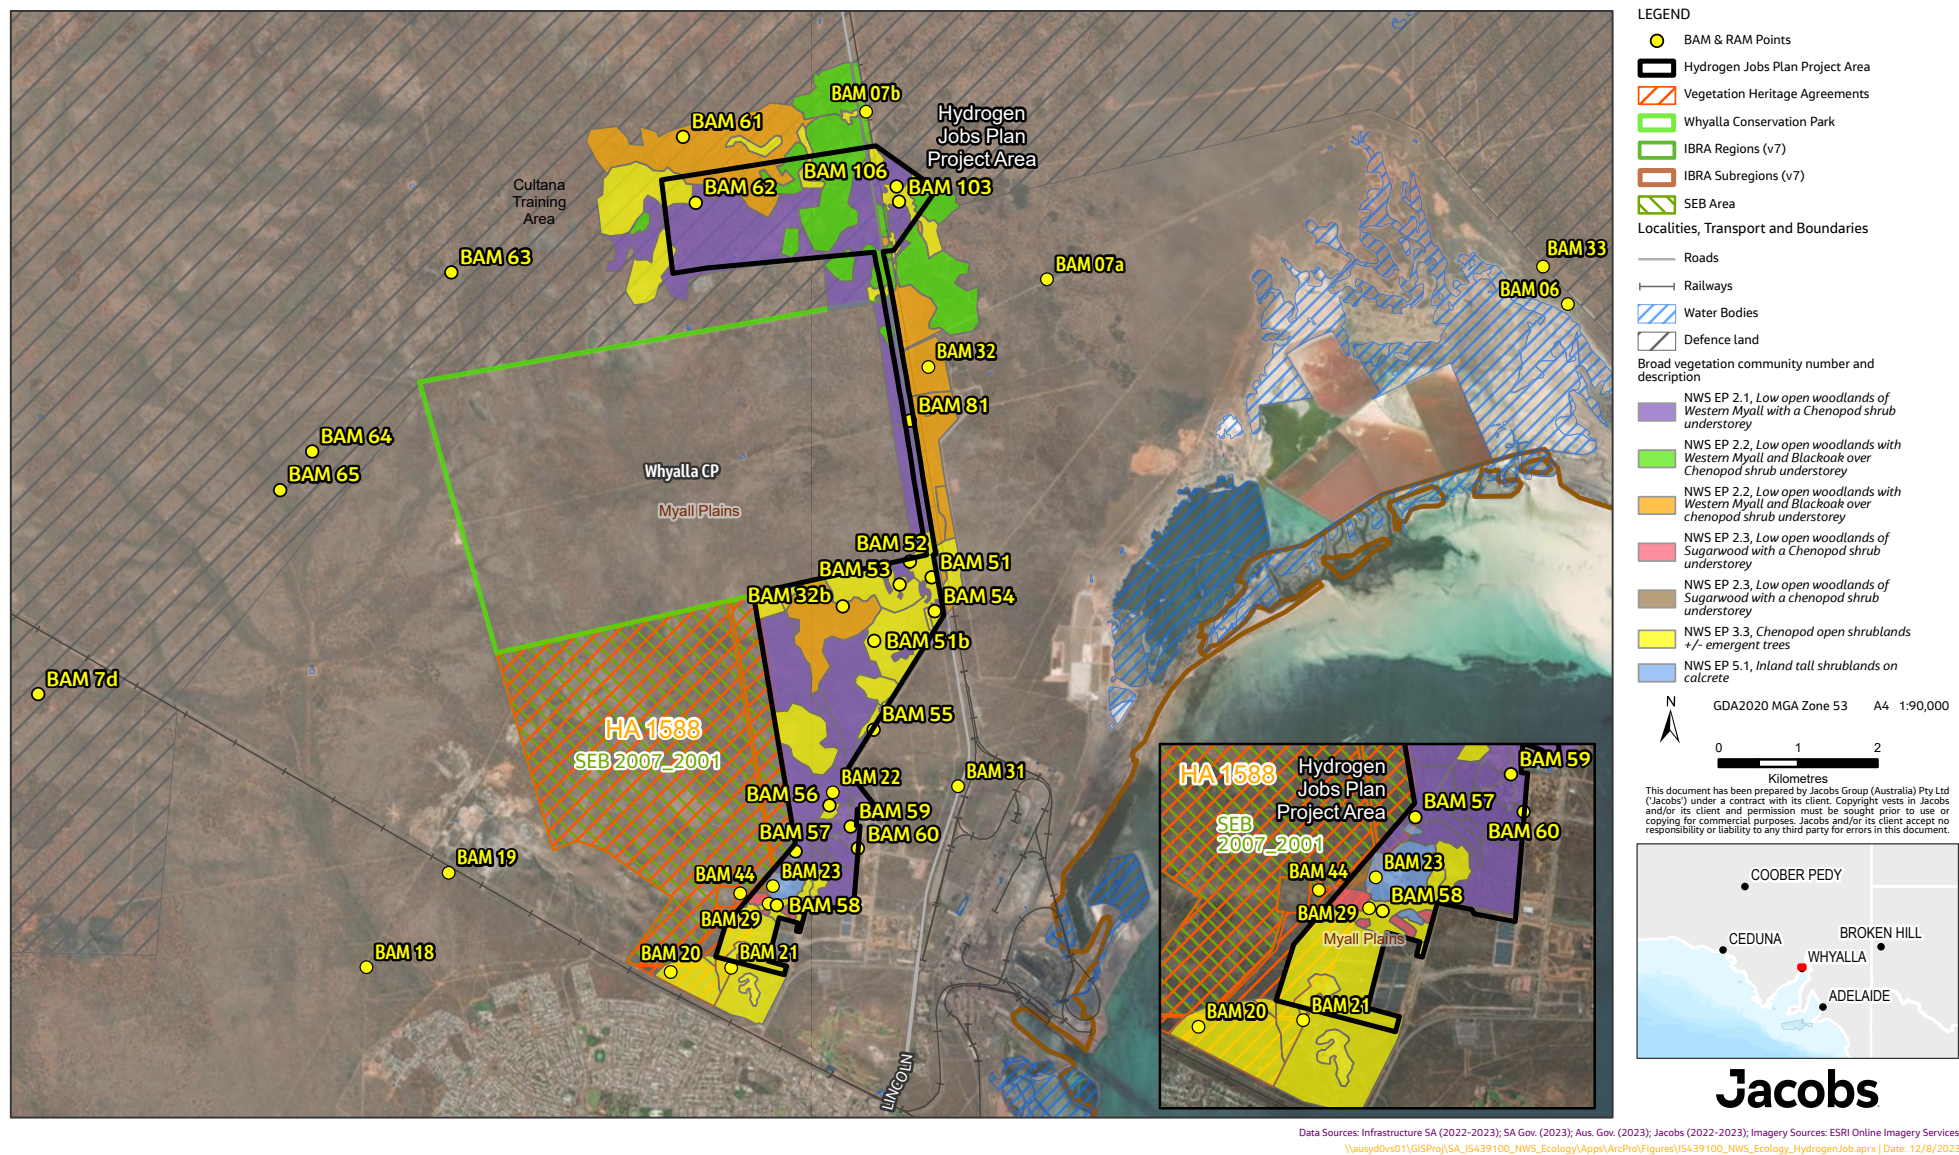 BAM 07b
Hydrogen
Jobs Plan
Project Area
BAM 61
BAM 106
BAM 103
BAM 62
Cultana
Training
Area
BAM 63
BAM 07a
BAM 33
BAM 06
BAM 32
BAM 81
BAM 64
BAM 65
Whyalla CP
Myall Plains
BAM 52
BAM 51
BAM 53
BAM 32b
BAM 54
BAM 51b
BAM 7d
HA 1588
SEB 2007_2001
BAM 55
BAM 22
BAM 31
BAM 56
BAM 59
BAM 57
BAM 60
BAM 19
BAM 44
BAM 23
BAM 58
BAM 29
BAM 18
BAM 20
BAM 21
LINCOLN
HA 1588
Hydrogen
Jobs Plan
Project Area
SEB
2007_2001
BAM 59
BAM 57
BAM 60
BAM 23
BAM 44
BAM 58
BAM 29
Myall Plains
BAM 20
BAM 21
LEGEND
BAM & RAM Points
Hydrogen Jobs Plan Project Area
Vegetation Heritage Agreements
Whyalla Conservation Park
IBRA Regions (v7)
IBRA Subregions (v7)
SEB Area
Localities, Transport and Boundaries
Roads
Railways
Water Bodies
Defence land
Broad vegetation community number and
description
NWS EP 2.1, Low open woodlands of
Western Myall with a Chenopod shrub
understorey
NWS EP 2.2, Low open woodlands with
Western Myall and Blackoak over
Chenopod shrub understorey
NWS EP 2.2, Low open woodlands with
Western Myall and Blackoak over
chenopod shrub understorey
NWS EP 2.3, Low open woodlands of
Sugarwood with a Chenopod shrub
understorey
NWS EP 2.3, Low open woodlands of
Sugarwood with a chenopod shrub
understorey
NWS EP 3.3, Chenopod open shrublands
+/- emergent trees
NWS EP 5.1, Inland tall shrublands on
calcrete
N
GDA2020 MGA Zone 53 A4 1:90,000
0 1 2
Kilometres
This document has been prepared by Jacobs Group (Australia) Pty Ltd
('Jacobs') under a contract with its client. Copyright vests in Jacobs
and/or its client and permission must be sought prior to use or
copying for commercial purposes. Jacobs and/or its client accept no
responsibility or liability to any third party for errors in this document.
COOBER PEDY
CEDUNA
BROKEN HILL
WHYALLA
ADELAIDE
Jacobs
Data Sources: Infrastructure SA (2022-2023); SA Gov. (2023); Aus. Gov. (2023); Jacobs (2022-2023); Imagery Sources: ESRI Online Imagery Services
\\ausyd0vs01\GISProj\SA_IS439100_NWS_Ecology\Apps\ArcPro\Figures\IS439100_NWS_Ecology_HydrogenJob.aprx | Date: 12/8/2023